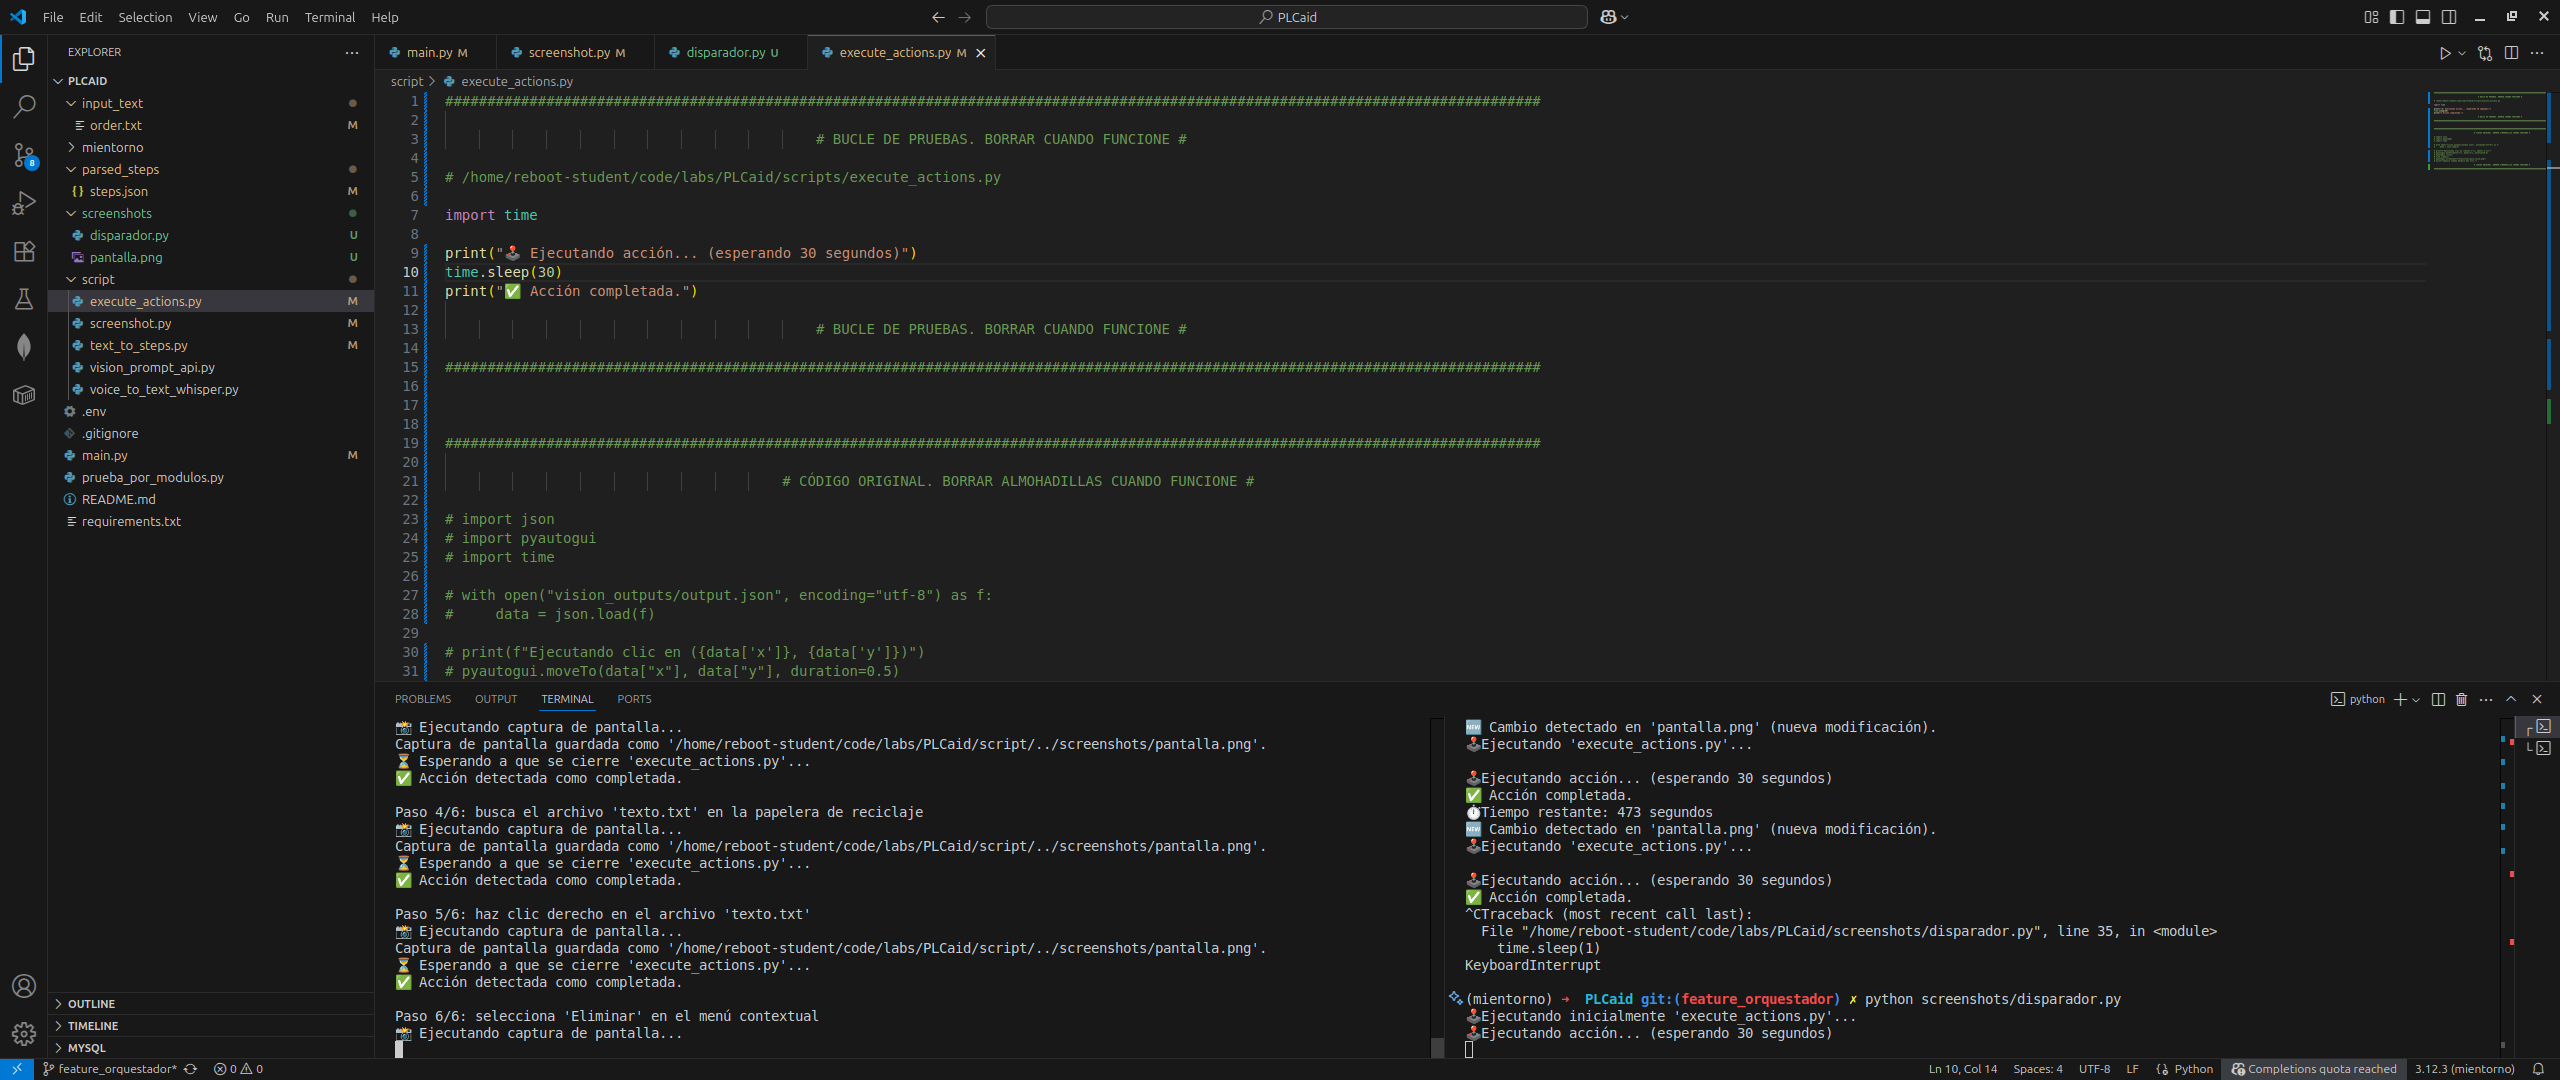 File Edit Selection View Go Run Terminal Help
PLCaid
EXPLORER
PLCAID
input_text
order.txt M
mientorno
parsed_steps
{} steps.json M
screenshots
disparador.py U
pantalla.png U
script
execute_actions.py M
screenshot.py M
text_to_steps.py M
vision_prompt_api.py
voice_to_text_whisper.py
.env
.gitignore
main.py M
prueba_por_modulos.py
README.md
requirements.txt
OUTLINE
TIMELINE
MYSQL
8
main.py M
screenshot.py M
disparador.py U
execute_actions.py M
script > execute_actions.py
1 ##################################################################################################################################
2
3 # BUCLE DE PRUEBAS. BORRAR CUANDO FUNCIONE #
4
5 # /home/reboot-student/code/labs/PLCaid/scripts/execute_actions.py
6
7 import time
8
9 print("🕹️ Ejecutando acción... (esperando 30 segundos)")
10 time.sleep(30)
11 print("✅ Acción completada.")
12
13 # BUCLE DE PRUEBAS. BORRAR CUANDO FUNCIONE #
14
15 ##################################################################################################################################
16
17
18
19 ##################################################################################################################################
20
21 # CÓDIGO ORIGINAL. BORRAR ALMOHADILLAS CUANDO FUNCIONE #
22
23 # import json
24 # import pyautogui
25 # import time
26
27 # with open("vision_outputs/output.json", encoding="utf-8") as f:
28 #     data = json.load(f)
29
30 # print(f"Ejecutando clic en ({data['x']}, {data['y']})")
31 # pyautogui.moveTo(data["x"], data["y"], duration=0.5)
PROBLEMS OUTPUT TERMINAL PORTS
python
📸 Ejecutando captura de pantalla...
Captura de pantalla guardada como '/home/reboot-student/code/labs/PLCaid/script/../screenshots/pantalla.png'.
⏳ Esperando a que se cierre 'execute_actions.py'...
✅ Acción detectada como completada.
Paso 4/6: busca el archivo 'texto.txt' en la papelera de reciclaje
📸 Ejecutando captura de pantalla...
Captura de pantalla guardada como '/home/reboot-student/code/labs/PLCaid/script/../screenshots/pantalla.png'.
⏳ Esperando a que se cierre 'execute_actions.py'...
✅ Acción detectada como completada.
Paso 5/6: haz clic derecho en el archivo 'texto.txt'
📸 Ejecutando captura de pantalla...
Captura de pantalla guardada como '/home/reboot-student/code/labs/PLCaid/script/../screenshots/pantalla.png'.
⏳ Esperando a que se cierre 'execute_actions.py'...
✅ Acción detectada como completada.
Paso 6/6: selecciona 'Eliminar' en el menú contextual
📸 Ejecutando captura de pantalla...
🆕 Cambio detectado en 'pantalla.png' (nueva modificación).
🕹️Ejecutando 'execute_actions.py'...
🕹️Ejecutando acción... (esperando 30 segundos)
✅ Acción completada.
⏱️Tiempo restante: 473 segundos
🆕 Cambio detectado en 'pantalla.png' (nueva modificación).
🕹️Ejecutando 'execute_actions.py'...
🕹️Ejecutando acción... (esperando 30 segundos)
✅ Acción completada.
^CTraceback (most recent call last):
File "/home/reboot-student/code/labs/PLCaid/screenshots/disparador.py", line 35, in <module>
time.sleep(1)
KeyboardInterrupt
(mientorno) ➜ PLCaid git:(feature_orquestador) ✗ python screenshots/disparador.py
🕹️Ejecutando inicialmente 'execute_actions.py'...
🕹️Ejecutando acción... (esperando 30 segundos)
feature_orquestador* 0 0
Ln 10, Col 14 Spaces: 4 UTF-8 LF Python Completions quota reached 3.12.3 (mientorno)